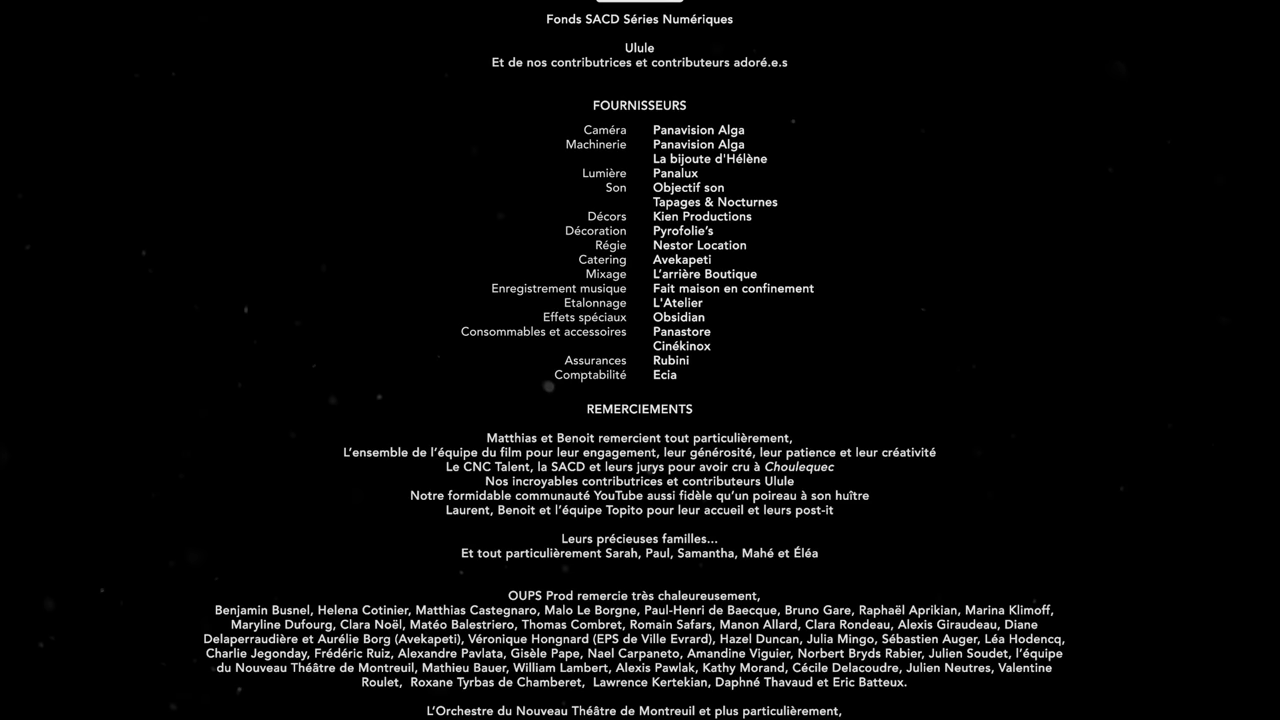 Fonds SACD Séries Numériques
Ulule
Et de nos contributrices et contributeurs adoré.e.s
FOURNISSEURS
Caméra Panavision Alga
Machinerie Panavision Alga
La bijoute d'Hélène
Lumière Panalux
Son Objectif son
Tapages & Nocturnes
Décors Kien Productions
Décoration Pyrofolie's
Régie Nestor Location
Catering Avekapeti
Mixage L'arrière Boutique
Enregistrement musique Fait maison en confinement
Etalonnage L'Atelier
Effets spéciaux Obsidian
Consommables et accessoires Panastore
Cinékinox
Assurances Rubini
Comptabilité Ecia
REMERCIEMENTS
Matthias et Benoit remercient tout particulièrement,
L'ensemble de l'équipe du film pour leur engagement, leur générosité, leur patience et leur créativité
Le CNC Talent, la SACD et leurs jurys pour avoir cru à Choulequec
Nos incroyables contributrices et contributeurs Ulule
Notre formidable communauté YouTube aussi fidèle qu'un poireau à son huître
Laurent, Benoit et l'équipe Topito pour leur accueil et leurs post-it
Leurs précieuses familles...
Et tout particulièrement Sarah, Paul, Samantha, Mahé et Éléa
OUPS Prod remercie très chaleureusement,
Benjamin Busnel, Helena Cotinier, Matthias Castegnaro, Malo Le Borgne, Paul-Henri de Baecque, Bruno Gare, Raphaël Aprikian, Marina Klimoff,
Maryline Dufourg, Clara Noël, Matéo Balestriero, Thomas Combret, Romain Safars, Manon Allard, Clara Rondeau, Alexis Giraudeau, Diane
Delaperraudière et Aurélie Borg (Avekapeti), Véronique Hongnard (EPS de Ville Evrard), Hazel Duncan, Julia Mingo, Sébastien Auger, Léa Hodencq,
Charlie Jegonday, Frédéric Ruiz, Alexandre Pavlata, Gisèle Pape, Nael Carpaneto, Amandine Viguier, Norbert Bryds Rabier, Julien Soudet, l'équipe
du Nouveau Théâtre de Montreuil, Mathieu Bauer, William Lambert, Alexis Pawlak, Kathy Morand, Cécile Delacoudre, Julien Neutres, Valentine
Roulet, Roxane Tyrbas de Chamberet, Lawrence Kertekian, Daphné Thavaud et Eric Batteux.
L'Orchestre du Nouveau Théâtre de Montreuil et plus particulièrement,